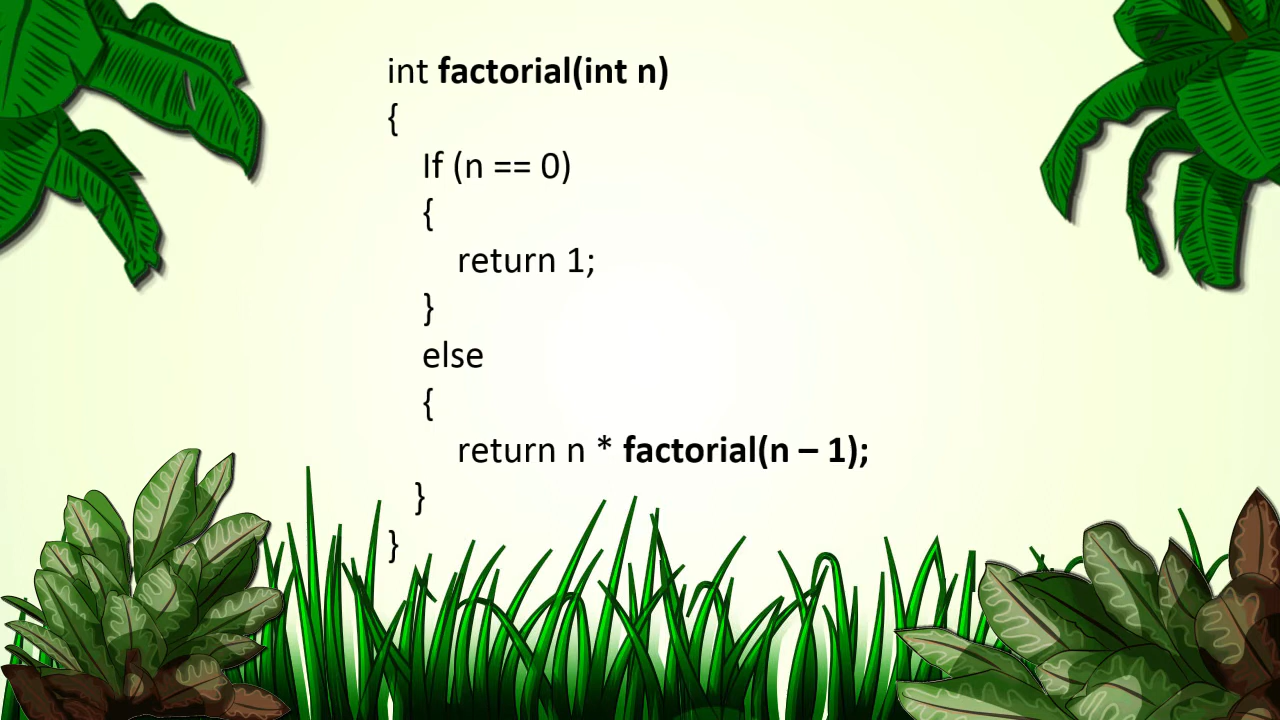 int factorial(int n)
{
If (n == 0)
{
return 1;
}
else
{
return n * factorial(n – 1);
}
}